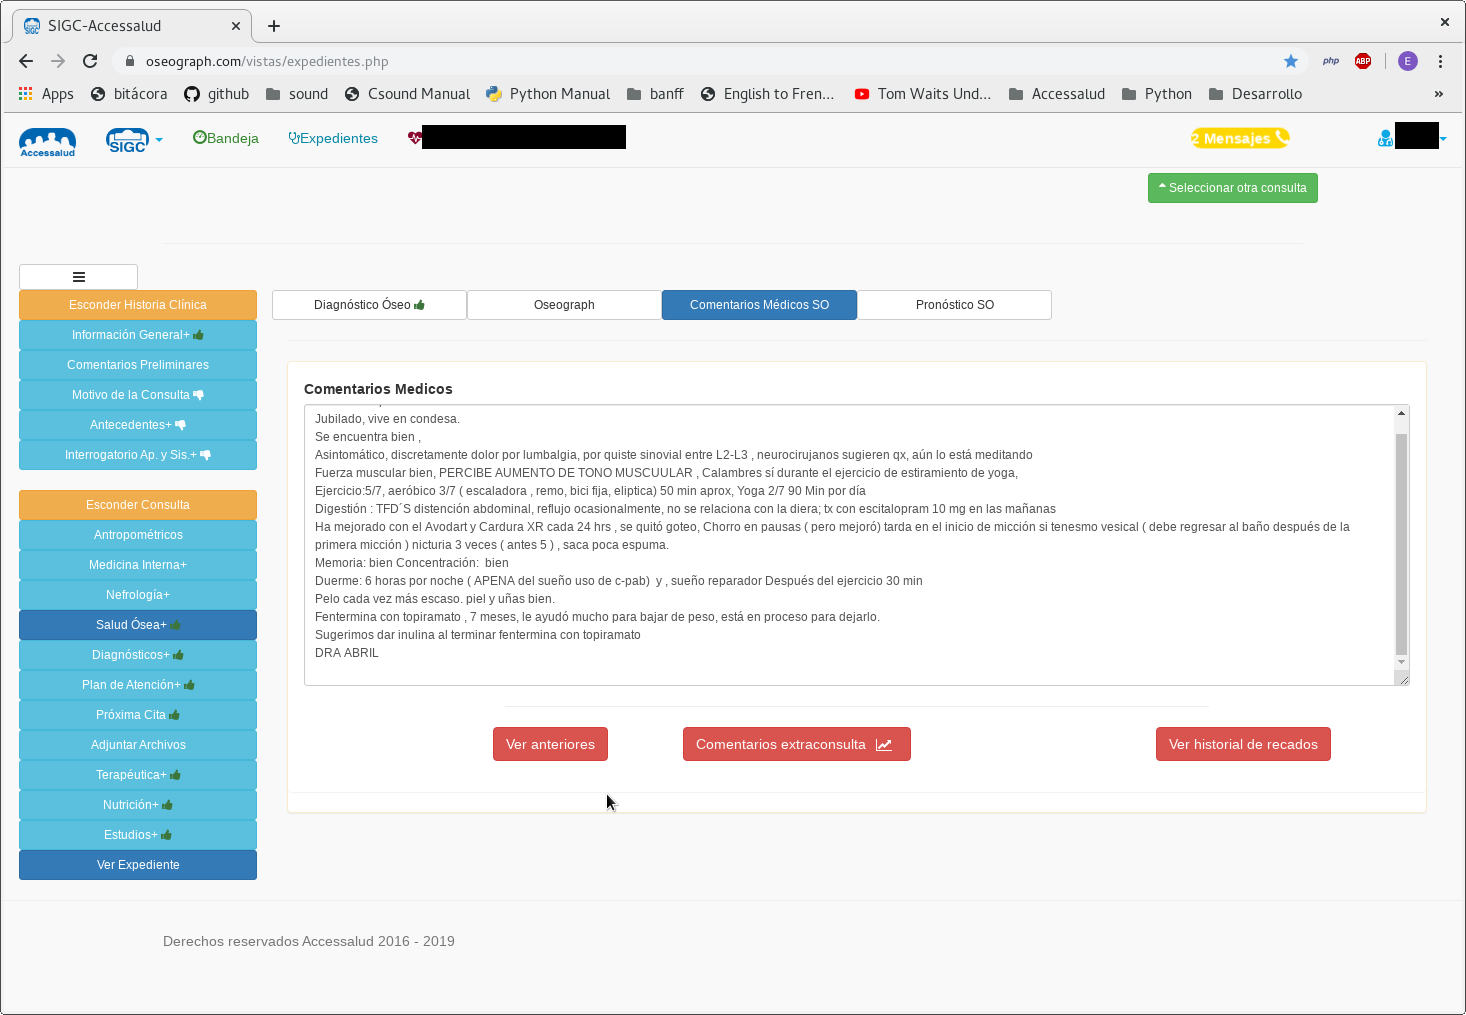 SIGC-Accessalud
oseograph.com/vistas/expedientes.php
php
ABP
E
Apps
bitácora
github
sound
Csound Manual
Python Manual
banff
English to Fren...
Tom Waits Und...
Accessalud
Python
Desarrollo
»
Accessalud
SIGC
Bandeja
Expedientes
2 Mensajes
Seleccionar otra consulta
Esconder Historia Clínica
Información General+
Comentarios Preliminares
Motivo de la Consulta
Antecedentes+
Interrogatorio Ap. y Sis.+
Esconder Consulta
Antropométricos
Medicina Interna+
Nefrología+
Salud Ósea+
Diagnósticos+
Plan de Atención+
Próxima Cita
Adjuntar Archivos
Terapéutica+
Nutrición+
Estudios+
Ver Expediente
Diagnóstico Óseo
Oseograph
Comentarios Médicos SO
Pronóstico SO
Comentarios Medicos
Jubilado, vive en condesa.
Se encuentra bien ,
Asintomático, discretamente dolor por lumbalgia, por quiste sinovial entre L2-L3 , neurocirujanos sugieren qx, aún lo está meditando
Fuerza muscular bien, PERCIBE AUMENTO DE TONO MUSCUULAR , Calambres sí durante el ejercicio de estiramento de yoga,
Ejercicio:5/7, aeróbico 3/7 ( escaladora , remo, bici fija, eliptica) 50 min aprox, Yoga 2/7 90 Min por día
Digestión : TFD´S distención abdominal, reflujo ocasionalmente, no se relaciona con la diera; tx con escitalopram 10 mg en las mañanas
Ha mejorado con el Avodart y Cardura XR cada 24 hrs , se quitó goteo, Chorro en pausas ( pero mejoró) tarda en el inicio de micción si tenesmo vesical ( debe regresar al baño después de la
primera micción ) nicturia 3 veces ( antes 5 ) , saca poca espuma.
Memoria: bien Concentración:  bien
Duerme: 6 horas por noche ( APENA del sueño uso de c-pab)  y , sueño reparador Después del ejercicio 30 min
Pelo cada vez más escaso. piel y uñas bien.
Fentermina con topiramato , 7 meses, le ayudó mucho para bajar de peso, está en proceso para dejarlo.
Sugerimos dar inulina al terminar fentermina con topiramato
DRA ABRIL
Ver anteriores
Comentarios extraconsulta
Ver historial de recados
Derechos reservados Accessalud 2016 - 2019